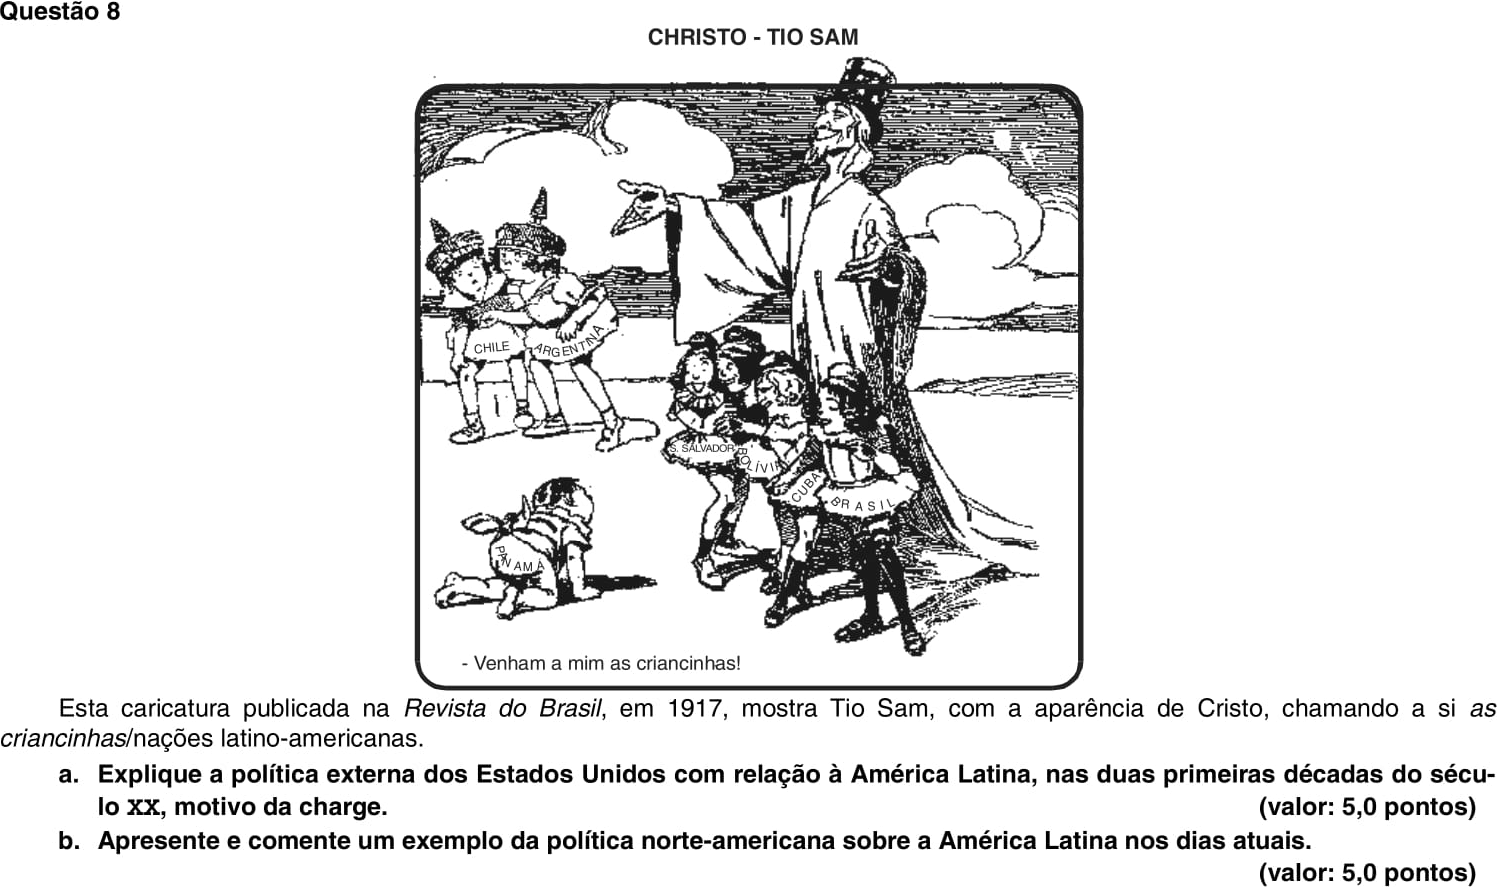 Questão 8
CHRISTO - TIO SAM
CHILE
ARGENTINA
S. SALVADOR
BOLÍVIA
CUBA
BRASIL
PANAMÁ
- Venham a mim as criancinhas!
Esta caricatura publicada na Revista do Brasil, em 1917, mostra Tio Sam, com a aparência de Cristo, chamando a si as
criancinhas/nações latino-americanas.
a. Explique a política externa dos Estados Unidos com relação à América Latina, nas duas primeiras décadas do sécu-
lo XX, motivo da charge. (valor: 5,0 pontos)
b. Apresente e comente um exemplo da política norte-americana sobre a América Latina nos dias atuais.
(valor: 5,0 pontos)